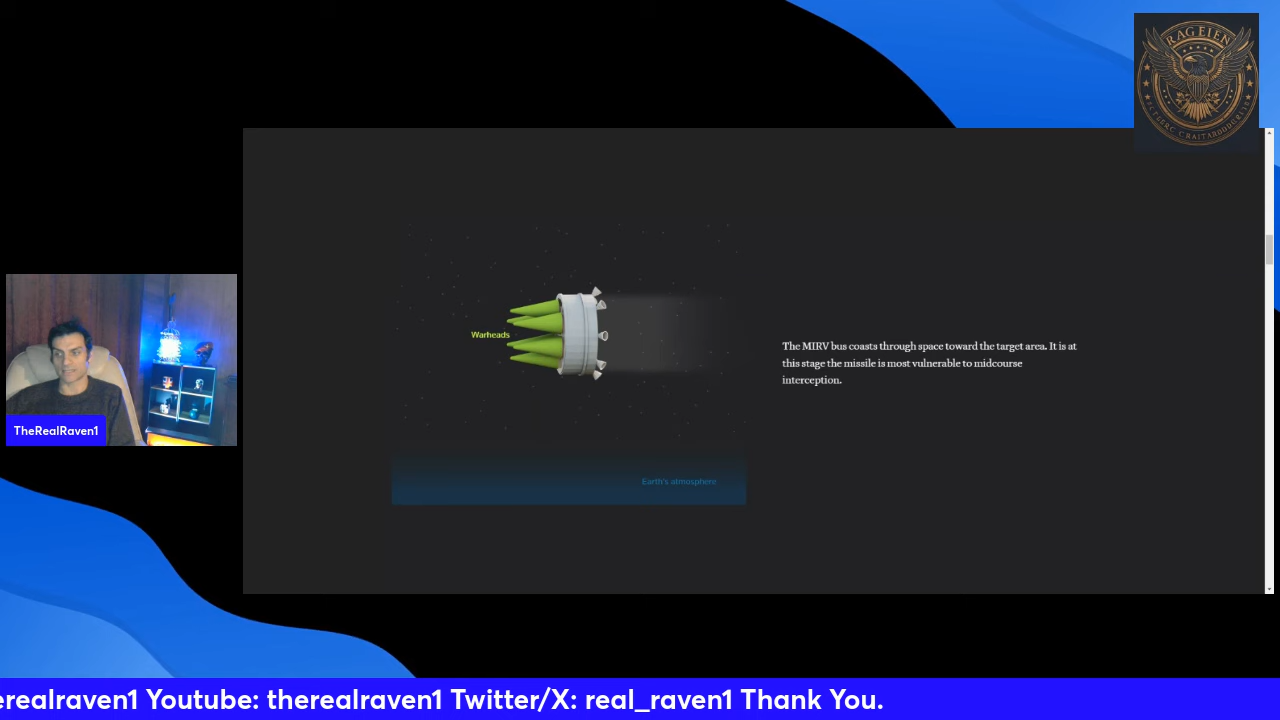 RAGEIEN
Warheads
The MIRV bus coasts through space toward the target area. It is at
this stage the missile is most vulnerable to midcourse
interception.
TheRealRaven1
Earth's atmosphere
erealraven1 Youtube: therealraven1 Twitter/X: real_raven1 Thank You.